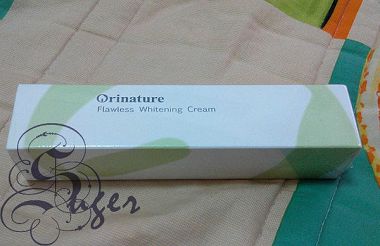 Orinature
Flawless Whitening Cream
Suger